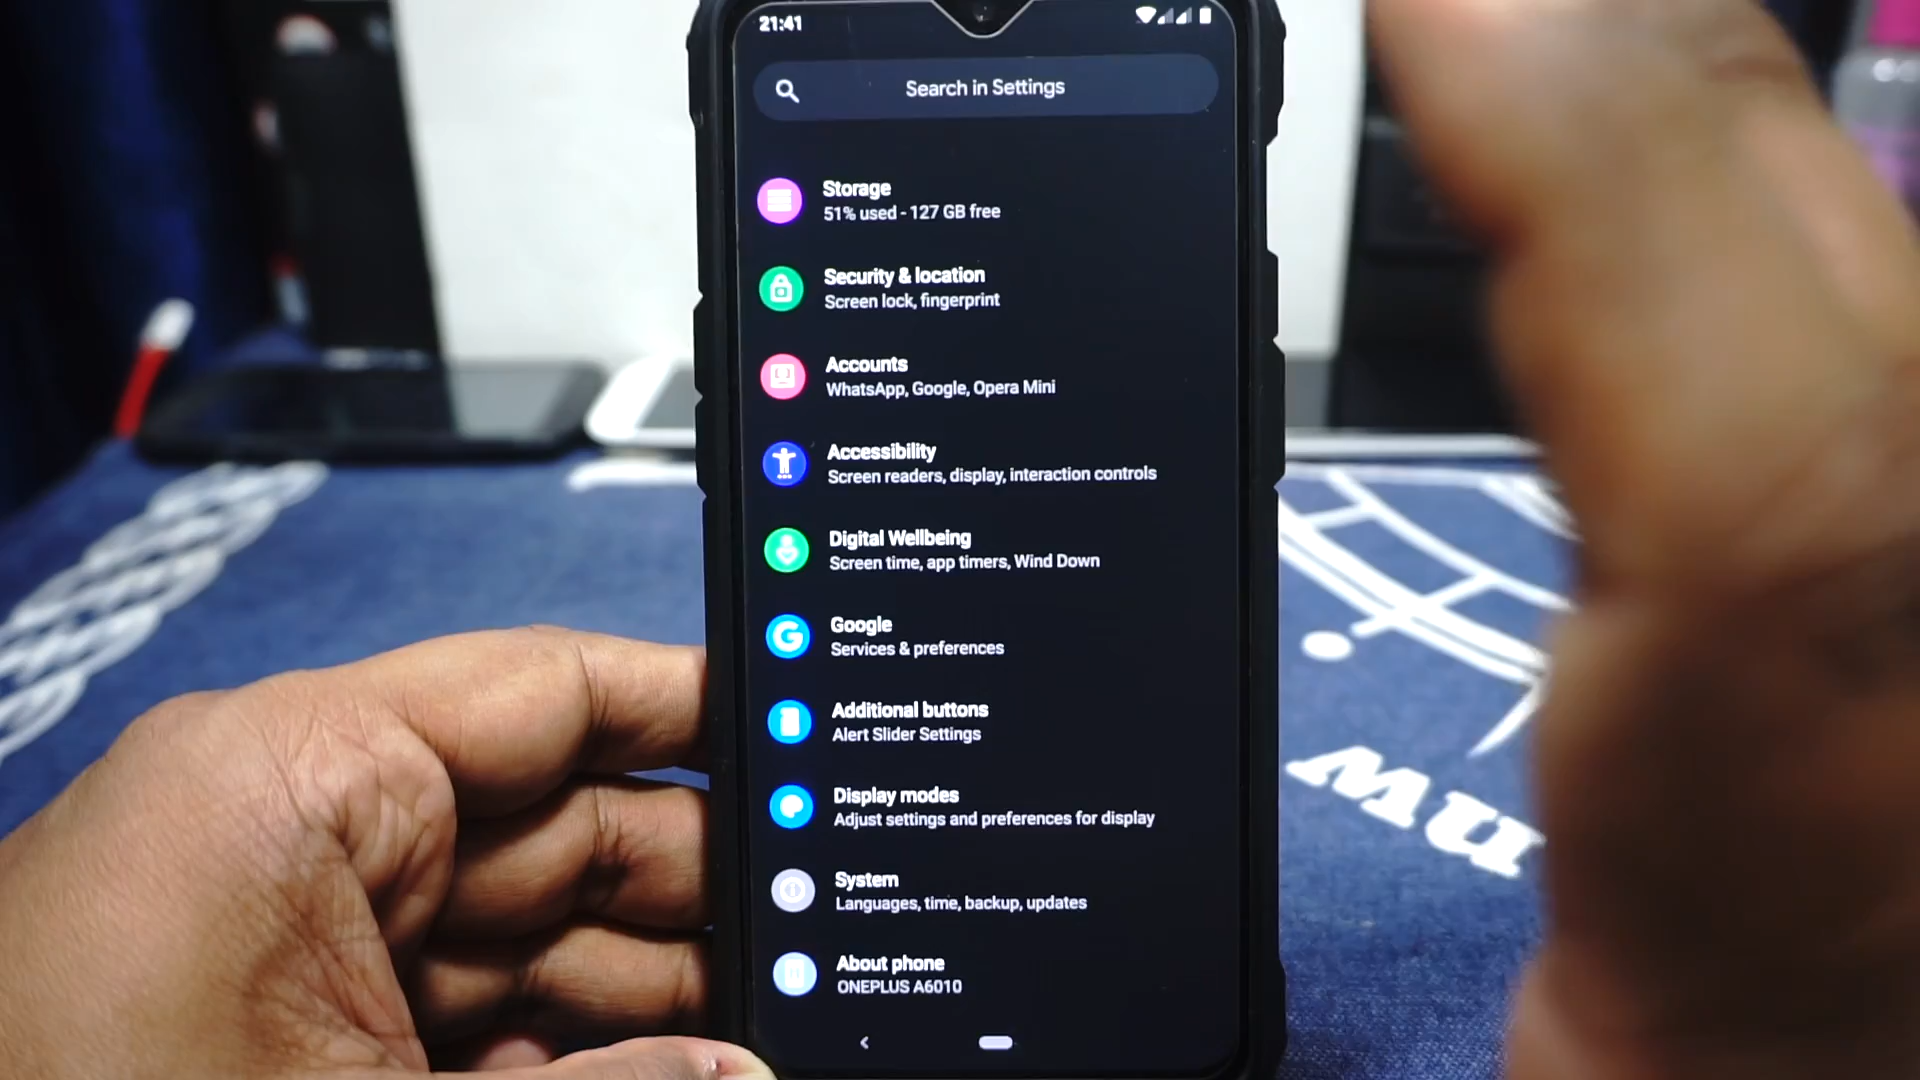 21:41
Search in Settings
Storage
51% used - 127 GB free
Security & location
Screen lock, fingerprint
Accounts
WhatsApp, Google, Opera Mini
Accessibility
Screen readers, display, interaction controls
Digital Wellbeing
Screen time, app timers, Wind Down
Google
Services & preferences
Additional buttons
Alert Slider Settings
Display modes
Adjust settings and preferences for display
System
Languages, time, backup, updates
About phone
ONEPLUS A6010